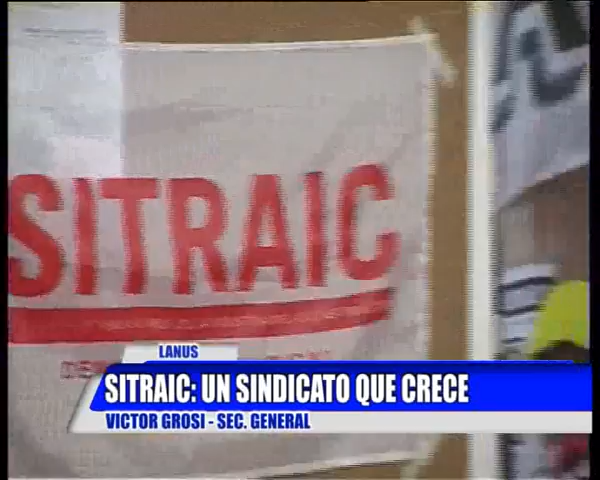 SITRAIC
LANUS
SITRAIC: UN SINDICATO QUE CRECE
VICTOR GROSI - SEC. GENERAL